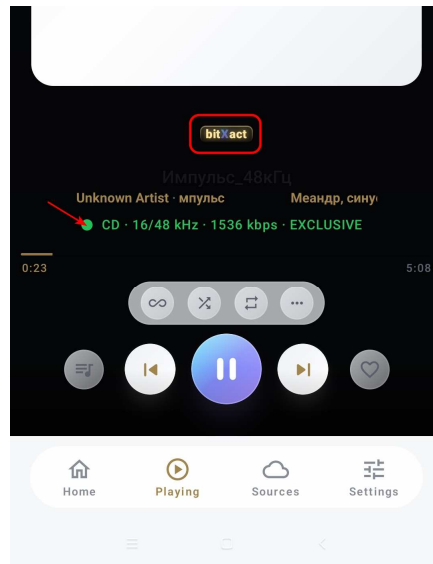 bitXact
Импульс_48кГц
Unknown Artist · мпульс Меандр, сину
CD · 16/48 kHz · 1536 kbps · EXCLUSIVE
0:23 5:08
Home Playing Sources Settings